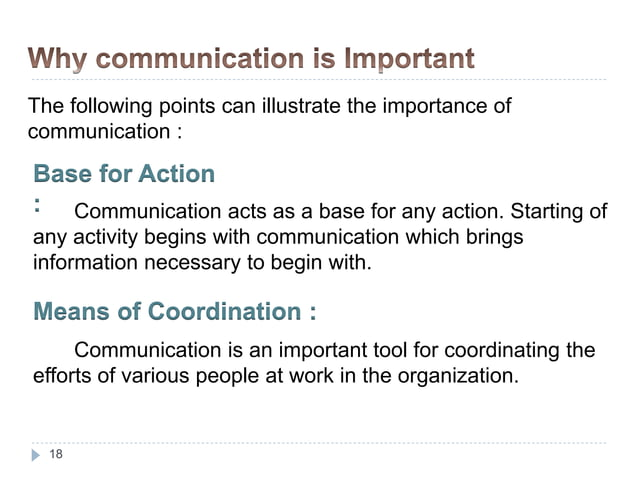 Why communication is Important
The following points can illustrate the importance of
communication :
Base for Action
:
Communication acts as a base for any action. Starting of
any activity begins with communication which brings
information necessary to begin with.
Means of Coordination :
Communication is an important tool for coordinating the
efforts of various people at work in the organization.
18